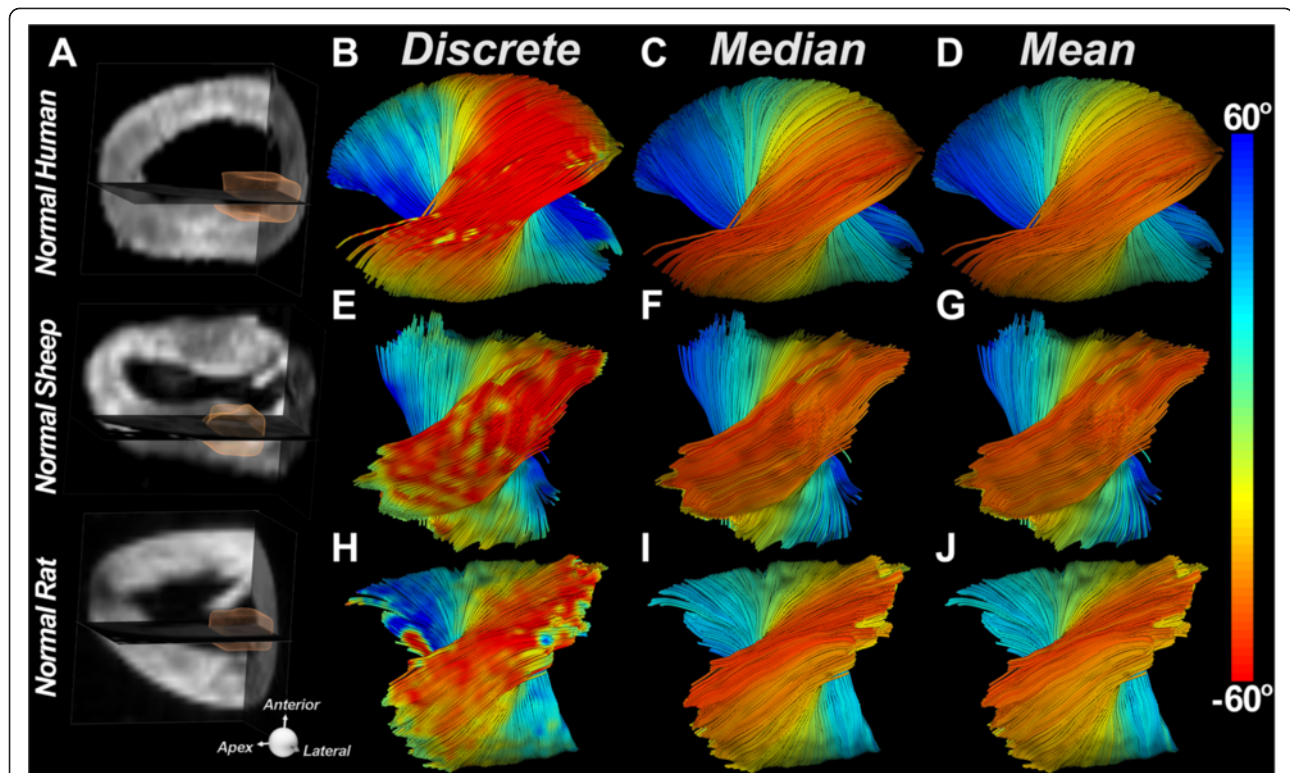 A
B
Discrete
C
Median
D
Mean
Normal Human
60°
E
F
G
Normal Sheep
H
I
J
Normal Rat
-60°
Anterior
Apex
Lateral